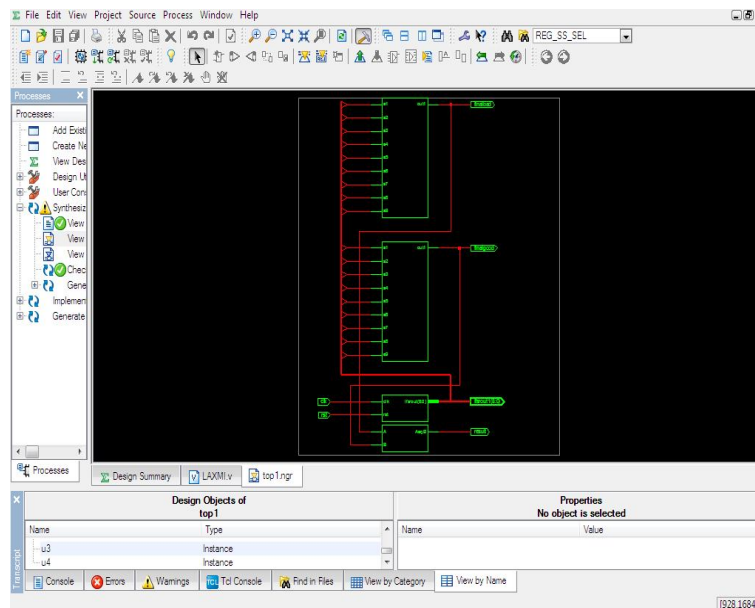 File Edit View Project Source Process Window Help
REG_SS_SEL
Processes
Processes:
Add Existi
Create Ne
View Des
Design Ut
User Con
Synthesiz
View
View
View
Chec
Gene
Implemen
Generate
Processes
Design Summary
LAXMI.v
top1.ngr
Design Objects of
top1
Properties
No object is selected
Name Type Name Value
u3 Instance
u4 Instance
Transcript
Console Errors Warnings Tcl Console Find in Files View by Category View by Name
[928,1684